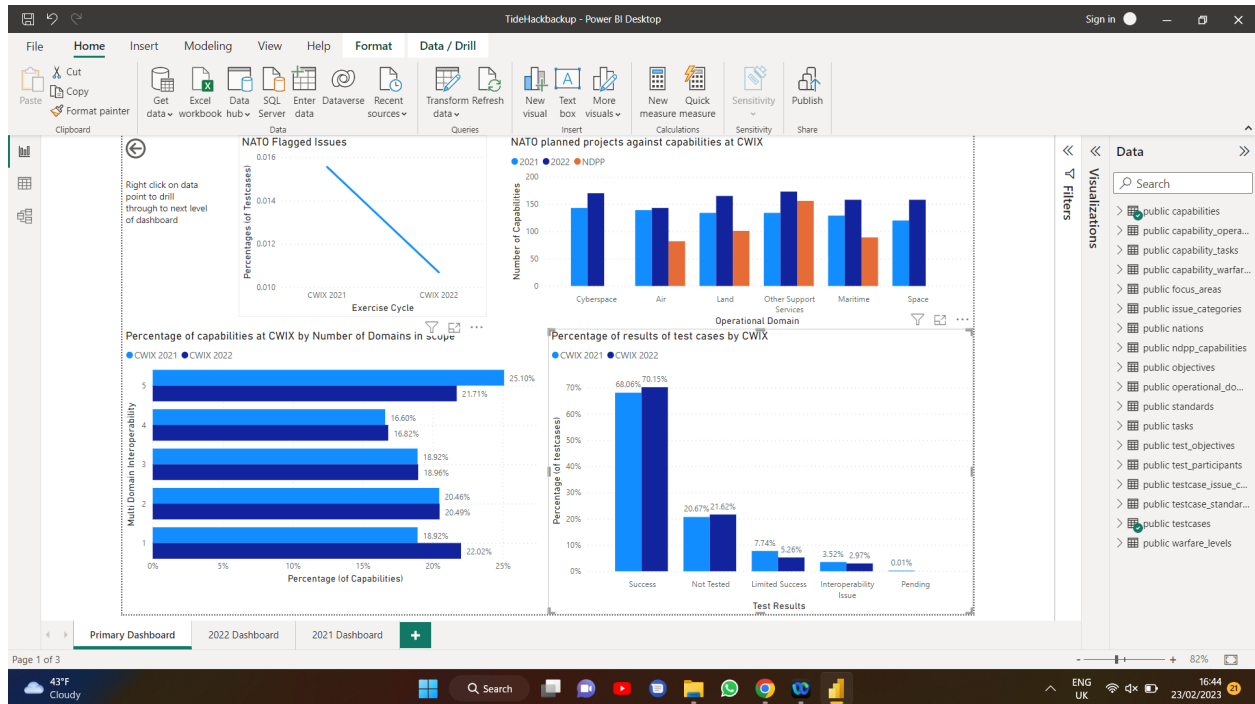 TideHackbackup - Power BI Desktop
Sign in
File Home Insert Modeling View Help Format Data / Drill
Paste
Cut
Copy
Format painter
Clipboard
Get data
Excel workbook
Data hub
SQL Server
Enter data
Dataverse
Recent sources
Data
Transform data
Refresh
Queries
New visual
Text box
More visuals
Insert
New measure
Quick measure
Calculations
Sensitivity
Sensitivity
Publish
Share
Right click on data
point to drill
through to next level
of dashboard
NATO Flagged Issues
Percentages (of Testcases)
0.016
0.014
0.012
0.010
CWIX 2021 CWIX 2022
Exercise Cycle
NATO planned projects against capabilities at CWIX
2021 2022 NDPP
Number of Capabilities
200
150
100
50
0
Cyberspace Air Land Other Support Services Maritime Space
Operational Domain
Percentage of capabilities at CWIX by Number of Domains in scope
CWIX 2021 CWIX 2022
Multi Domain Interoperability
5 25.10%
21.71%
4 16.60%
16.82%
3 18.92%
18.96%
2 20.46%
20.49%
1 18.92%
22.02%
0% 5% 10% 15% 20% 25%
Percentage (of Capabilities)
Percentage of results of test cases by CWIX
CWIX 2021 CWIX 2022
Percentage (of testcases)
70%
60%
50%
40%
30%
20%
10%
0%
68.06% 70.15%
20.67% 21.62%
7.74% 5.26%
3.52% 2.97%
0.01%
Success Not Tested Limited Success Interoperability Issue Pending
Test Results
Filters
Visualizations
Data
Search
public capabilities
public capability_opera...
public capability_tasks
public capability_warfar...
public focus_areas
public issue_categories
public nations
public ndpp_capabilities
public objectives
public operational_do...
public standards
public tasks
public test_objectives
public test_participants
public testcase_issue_c...
public testcase_standar...
public testcases
public warfare_levels
Primary Dashboard 2022 Dashboard 2021 Dashboard +
Page 1 of 3
- + 82%
43°F
Cloudy
Search
ENG
UK
16:44
23/02/2023
21